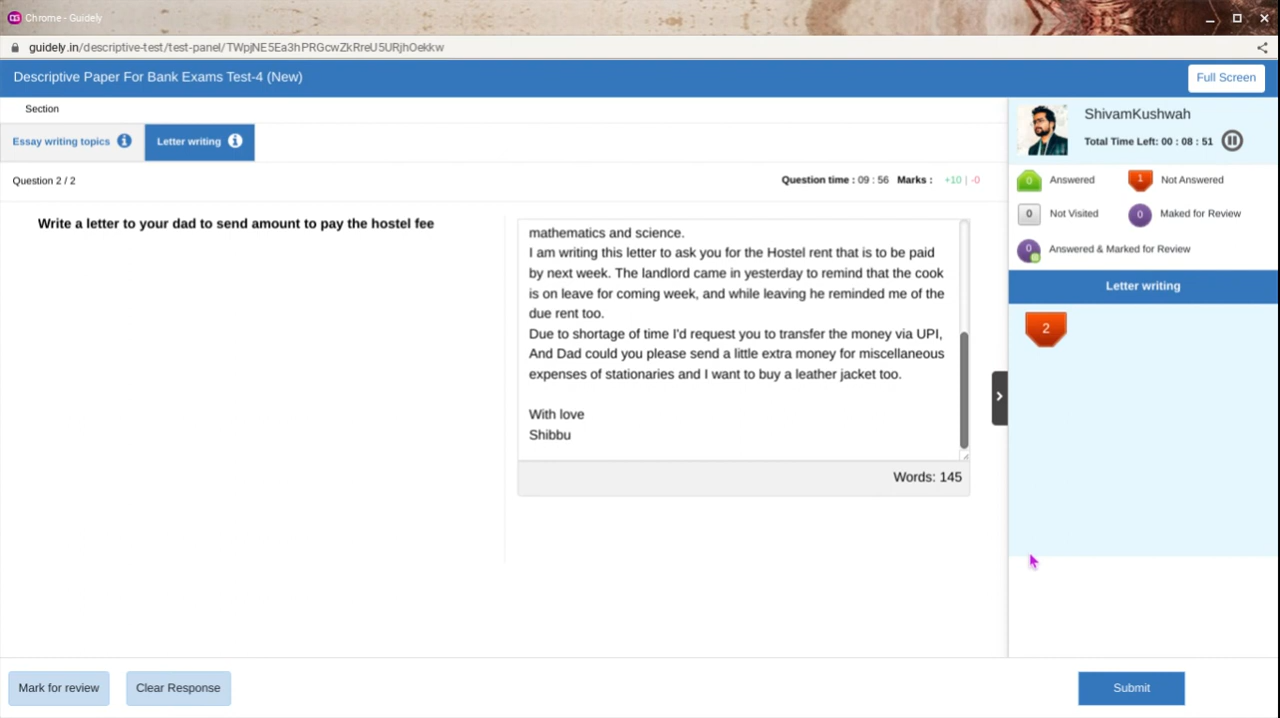 Chrome - Guidely
guidely.in/descriptive-test/test-panel/TWpjNE5Ea3hPRGcwZkRreU5URjhOekkw
Descriptive Paper For Bank Exams Test-4 (New)
Full Screen
Section
Essay writing topics
Letter writing
Question 2 / 2
Question time : 09 : 56 Marks : +10 | -0
Write a letter to your dad to send amount to pay the hostel fee
mathematics and science.
I am writing this letter to ask you for the Hostel rent that is to be paid
by next week. The landlord came in yesterday to remind that the cook
is on leave for coming week, and while leaving he reminded me of the
due rent too.
Due to shortage of time I'd request you to transfer the money via UPI,
And Dad could you please send a little extra money for miscellaneous
expenses of stationaries and I want to buy a leather jacket too.
With love
Shibbu
Words: 145
ShivamKushwah
Total Time Left: 00 : 08 : 51
0 Answered
1 Not Answered
0 Not Visited
0 Maked for Review
0 Answered & Marked for Review
Letter writing
2
Mark for review
Clear Response
Submit